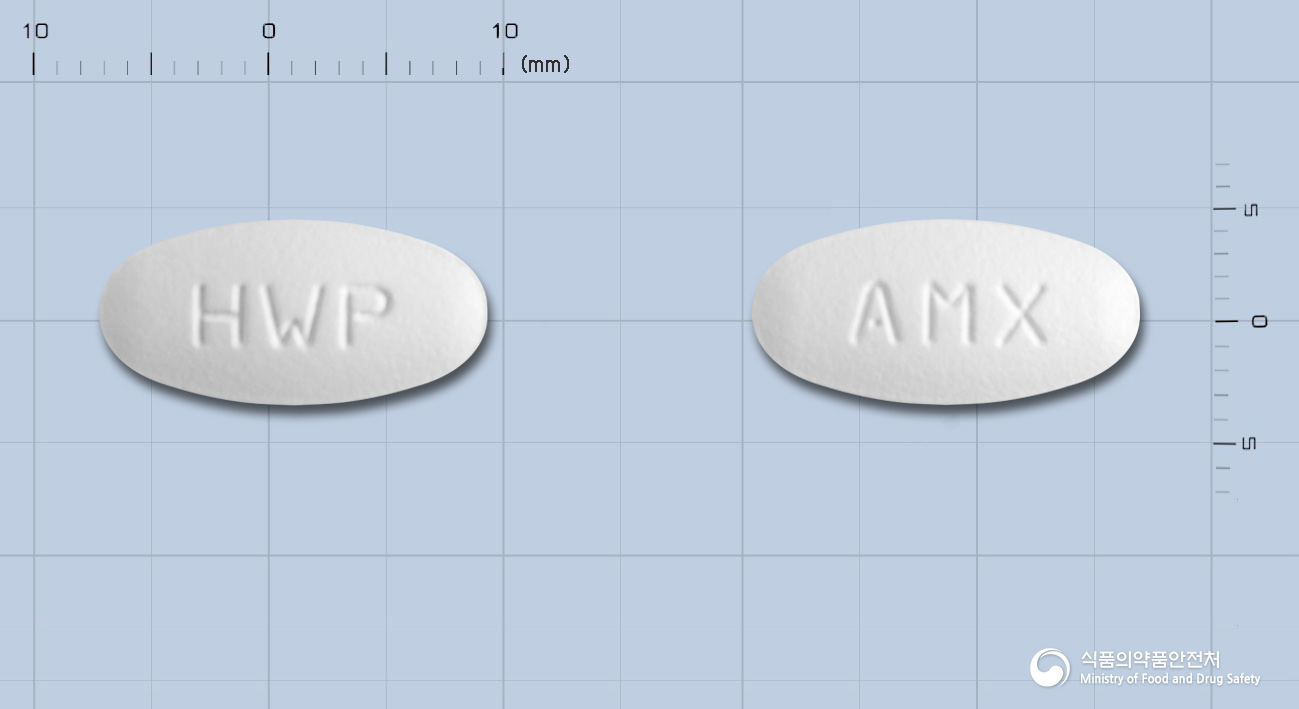 10 0 10
(mm)
HWP
AMX
5
0
5
식품의약품안전처
Ministry of Food and Drug Safety